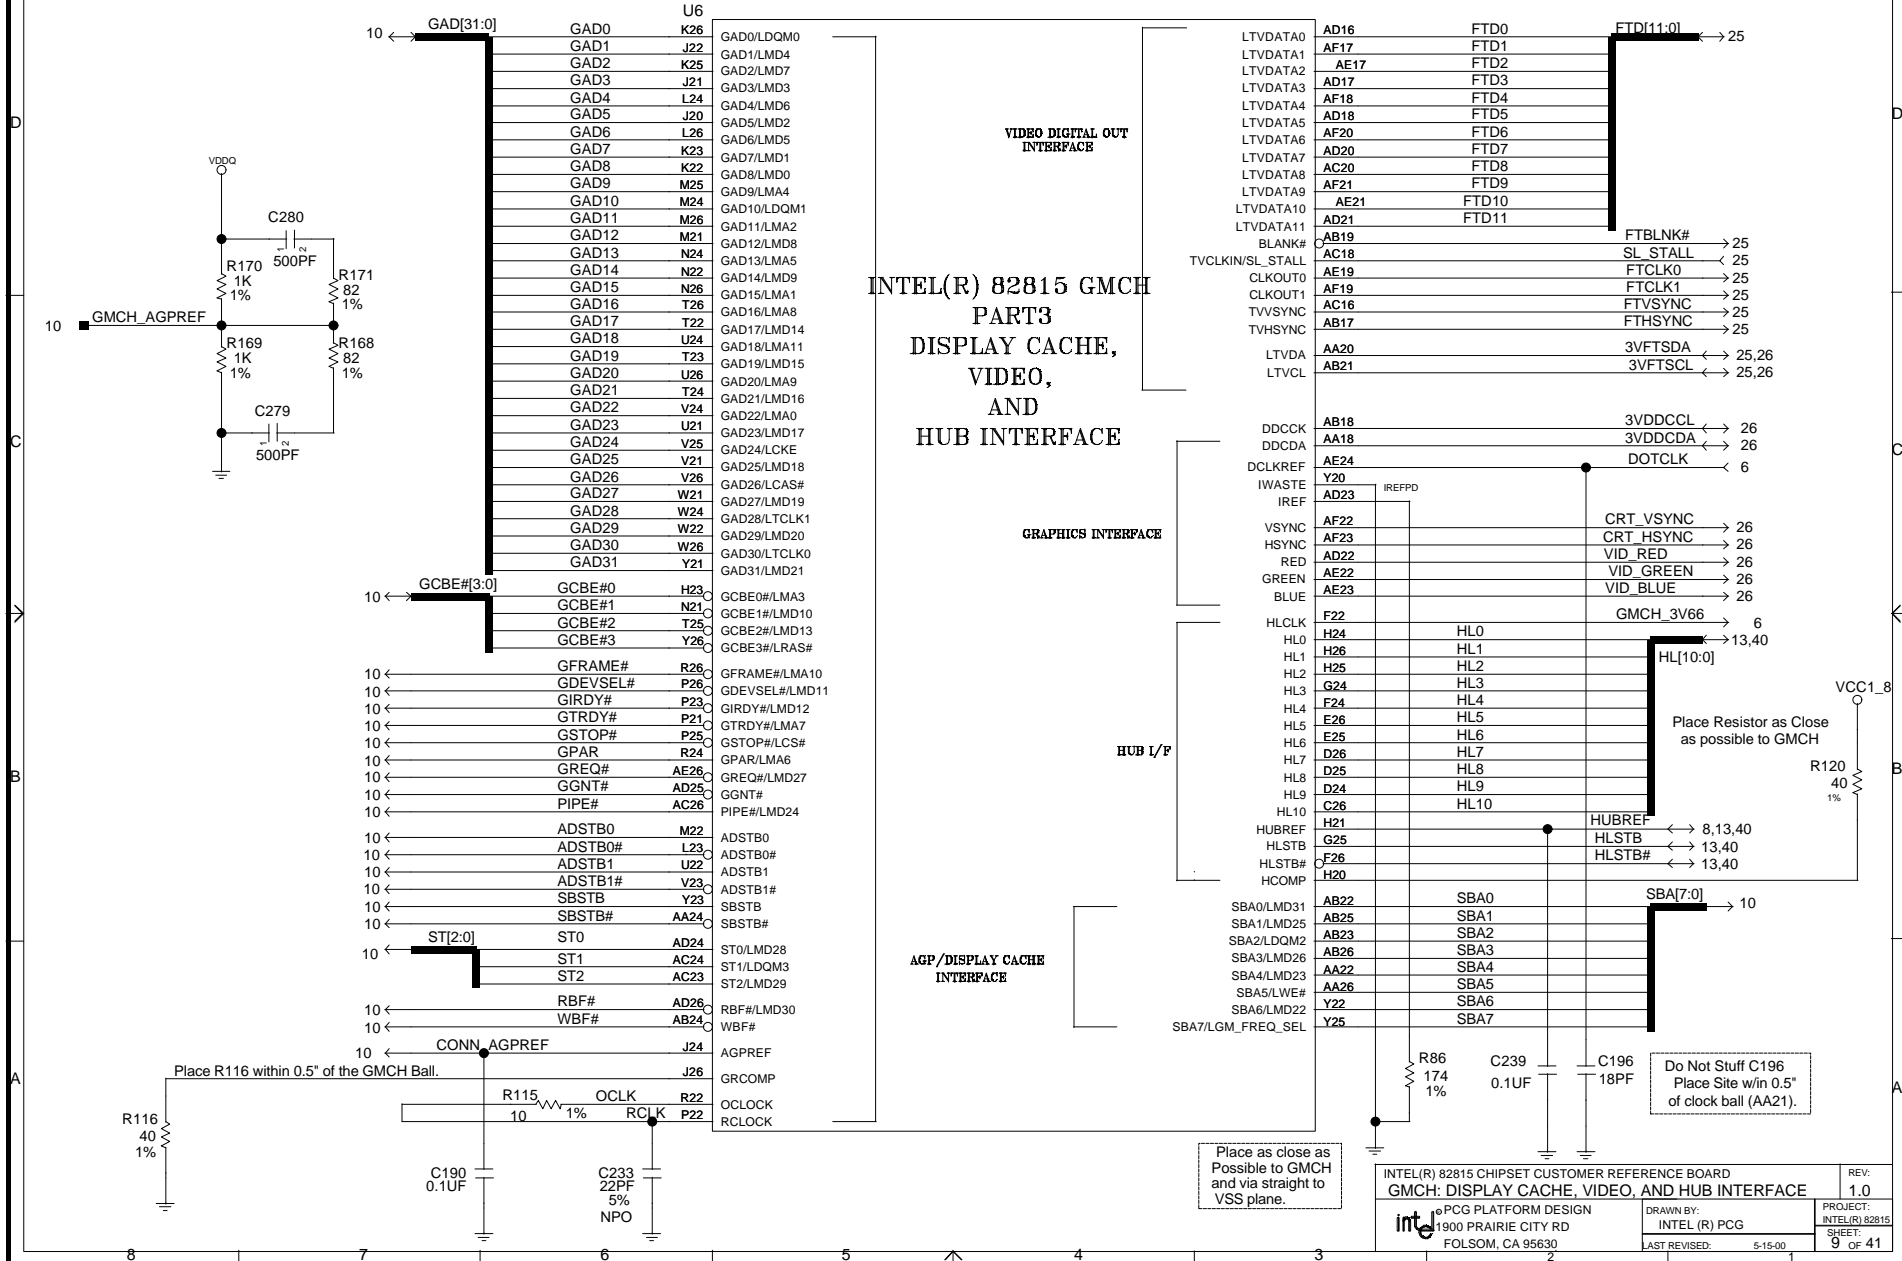 U6
10 GAD[31:0] GAD0 K26 GAD0/LDQM0
GAD1 J22 GAD1/LMD4
GAD2 K25 GAD2/LMD7
GAD3 J21 GAD3/LMD3
GAD4 L24 GAD4/LMD6
GAD5 J20 GAD5/LMD2
GAD6 L26 GAD6/LMD5
GAD7 K23 GAD7/LMD1
GAD8 K22 GAD8/LMD0
GAD9 M25 GAD9/LMA4
GAD10 M24 GAD10/LDQM1
GAD11 M26 GAD11/LMA2
GAD12 M21 GAD12/LMD8
GAD13 N24 GAD13/LMA5
GAD14 N22 GAD14/LMD9
GAD15 N26 GAD15/LMA1
GAD16 T26 GAD16/LMA8
GAD17 T22 GAD17/LMD14
GAD18 U24 GAD18/LMA11
GAD19 T23 GAD19/LMD15
GAD20 U26 GAD20/LMA9
GAD21 T24 GAD21/LMD16
GAD22 V24 GAD22/LMA0
GAD23 U21 GAD23/LMD17
GAD24 V25 GAD24/LCKE
GAD25 V21 GAD25/LMD18
GAD26 V26 GAD26/LCAS#
GAD27 W21 GAD27/LMD19
GAD28 W24 GAD28/LTCLK1
GAD29 W22 GAD29/LMD20
GAD30 W26 GAD30/LTCLK0
GAD31 Y21 GAD31/LMD21
10 GCBE#[3:0] GCBE#0 H23 GCBE0#/LMA3
GCBE#1 N21 GCBE1#/LMD10
GCBE#2 T25 GCBE2#/LMD13
GCBE#3 Y26 GCBE3#/LRAS#
10 GFRAME# R26 GFRAME#/LMA10
10 GDEVSEL# P26 GDEVSEL#/LMD11
10 GIRDY# P23 GIRDY#/LMD12
10 GTRDY# P21 GTRDY#/LMA7
10 GSTOP# P25 GSTOP#/LCS#
10 GPAR R24 GPAR/LMA6
10 GREQ# AE26 GREQ#/LMD27
10 GGNT# AD25 GGNT#
10 PIPE# AC26 PIPE#/LMD24
10 ADSTB0 M22 ADSTB0
10 ADSTB0# L23 ADSTB0#
10 ADSTB1 U22 ADSTB1
10 ADSTB1# V23 ADSTB1#
10 SBSTB Y23 SBSTB
10 SBSTB# AA24 SBSTB#
10 ST[2:0] ST0 AD24 ST0/LMD28
ST1 AC24 ST1/LDQM3
ST2 AC23 ST2/LMD29
10 RBF# AD26 RBF#/LMD30
10 WBF# AB24 WBF#
10 CONN_AGPREF J24 AGPREF
Place R116 within 0.5" of the GMCH Ball. J26 GRCOMP
R115 10 1% OCLK R22 OCLOCK
RCLK P22 RCLOCK
R116
40
1%
C190
0.1UF
C233
22PF
5%
NPO
VDDQ
C280
1 2
500PF
R170
1K
1%
R171
82
1%
10 GMCH_AGPREF
R169
1K
1%
R168
82
1%
C279
1 2
500PF
INTEL(R) 82815 GMCH
PART3
DISPLAY CACHE,
VIDEO,
AND
HUB INTERFACE
VIDEO DIGITAL OUT
INTERFACE
GRAPHICS INTERFACE
HUB I/F
AGP/DISPLAY CACHE
INTERFACE
LTVDATA0 AD16 FTD0 FTD[11:0] 25
LTVDATA1 AF17 FTD1
LTVDATA2 AE17 FTD2
LTVDATA3 AD17 FTD3
LTVDATA4 AF18 FTD4
LTVDATA5 AD18 FTD5
LTVDATA6 AF20 FTD6
LTVDATA7 AD20 FTD7
LTVDATA8 AC20 FTD8
LTVDATA9 AF21 FTD9
LTVDATA10 AE21 FTD10
LTVDATA11 AD21 FTD11
BLANK# AB19 FTBLNK# 25
TVCLKIN/SL_STALL AC18 SL_STALL 25
CLKOUT0 AE19 FTCLK0 25
CLKOUT1 AF19 FTCLK1 25
TVVSYNC AC16 FTVSYNC 25
TVHSYNC AB17 FTHSYNC 25
LTVDA AA20 3VFTSDA 25,26
LTVCL AB21 3VFTSCL 25,26
DDCCK AB18 3VDDCCL 26
DDCDA AA18 3VDDCDA 26
DCLKREF AE24 DOTCLK 6
IWASTE Y20 IREFPD
IREF AD23
VSYNC AF22 CRT_VSYNC 26
HSYNC AF23 CRT_HSYNC 26
RED AD22 VID_RED 26
GREEN AE22 VID_GREEN 26
BLUE AE23 VID_BLUE 26
HLCLK F22 GMCH_3V66 6
HL0 H24 HL0 13,40
HL1 H26 HL1 HL[10:0]
HL2 H25 HL2
HL3 G24 HL3
HL4 F24 HL4
HL5 E26 HL5
HL6 E25 HL6
HL7 D26 HL7
HL8 D25 HL8
HL9 D24 HL9
HL10 C26 HL10
HUBREF H21 HUBREF 8,13,40
HLSTB G25 HLSTB 13,40
HLSTB# F26 HLSTB# 13,40
HCOMP H20
SBA0/LMD31 AB22 SBA0 SBA[7:0] 10
SBA1/LMD25 AB25 SBA1
SBA2/LDQM2 AB23 SBA2
SBA3/LMD26 AB26 SBA3
SBA4/LMD23 AA22 SBA4
SBA5/LWE# AA26 SBA5
SBA6/LMD22 Y22 SBA6
SBA7/LGM_FREQ_SEL Y25 SBA7
VCC1_8
Place Resistor as Close
as possible to GMCH
R120
40
1%
R86
174
1%
C239
0.1UF
C196
18PF
Do Not Stuff C196
Place Site w/in 0.5"
of clock ball (AA21).
Place as close as
Possible to GMCH
and via straight to
VSS plane.
INTEL(R) 82815 CHIPSET CUSTOMER REFERENCE BOARD
GMCH: DISPLAY CACHE, VIDEO, AND HUB INTERFACE
REV:
1.0
intel
PCG PLATFORM DESIGN
1900 PRAIRIE CITY RD
FOLSOM, CA 95630
DRAWN BY:
INTEL (R) PCG
LAST REVISED: 5-15-00
PROJECT:
INTEL(R) 82815
SHEET:
9 OF 41
D D
C C
B B
A A
8 7 6 5 4 3 2 1